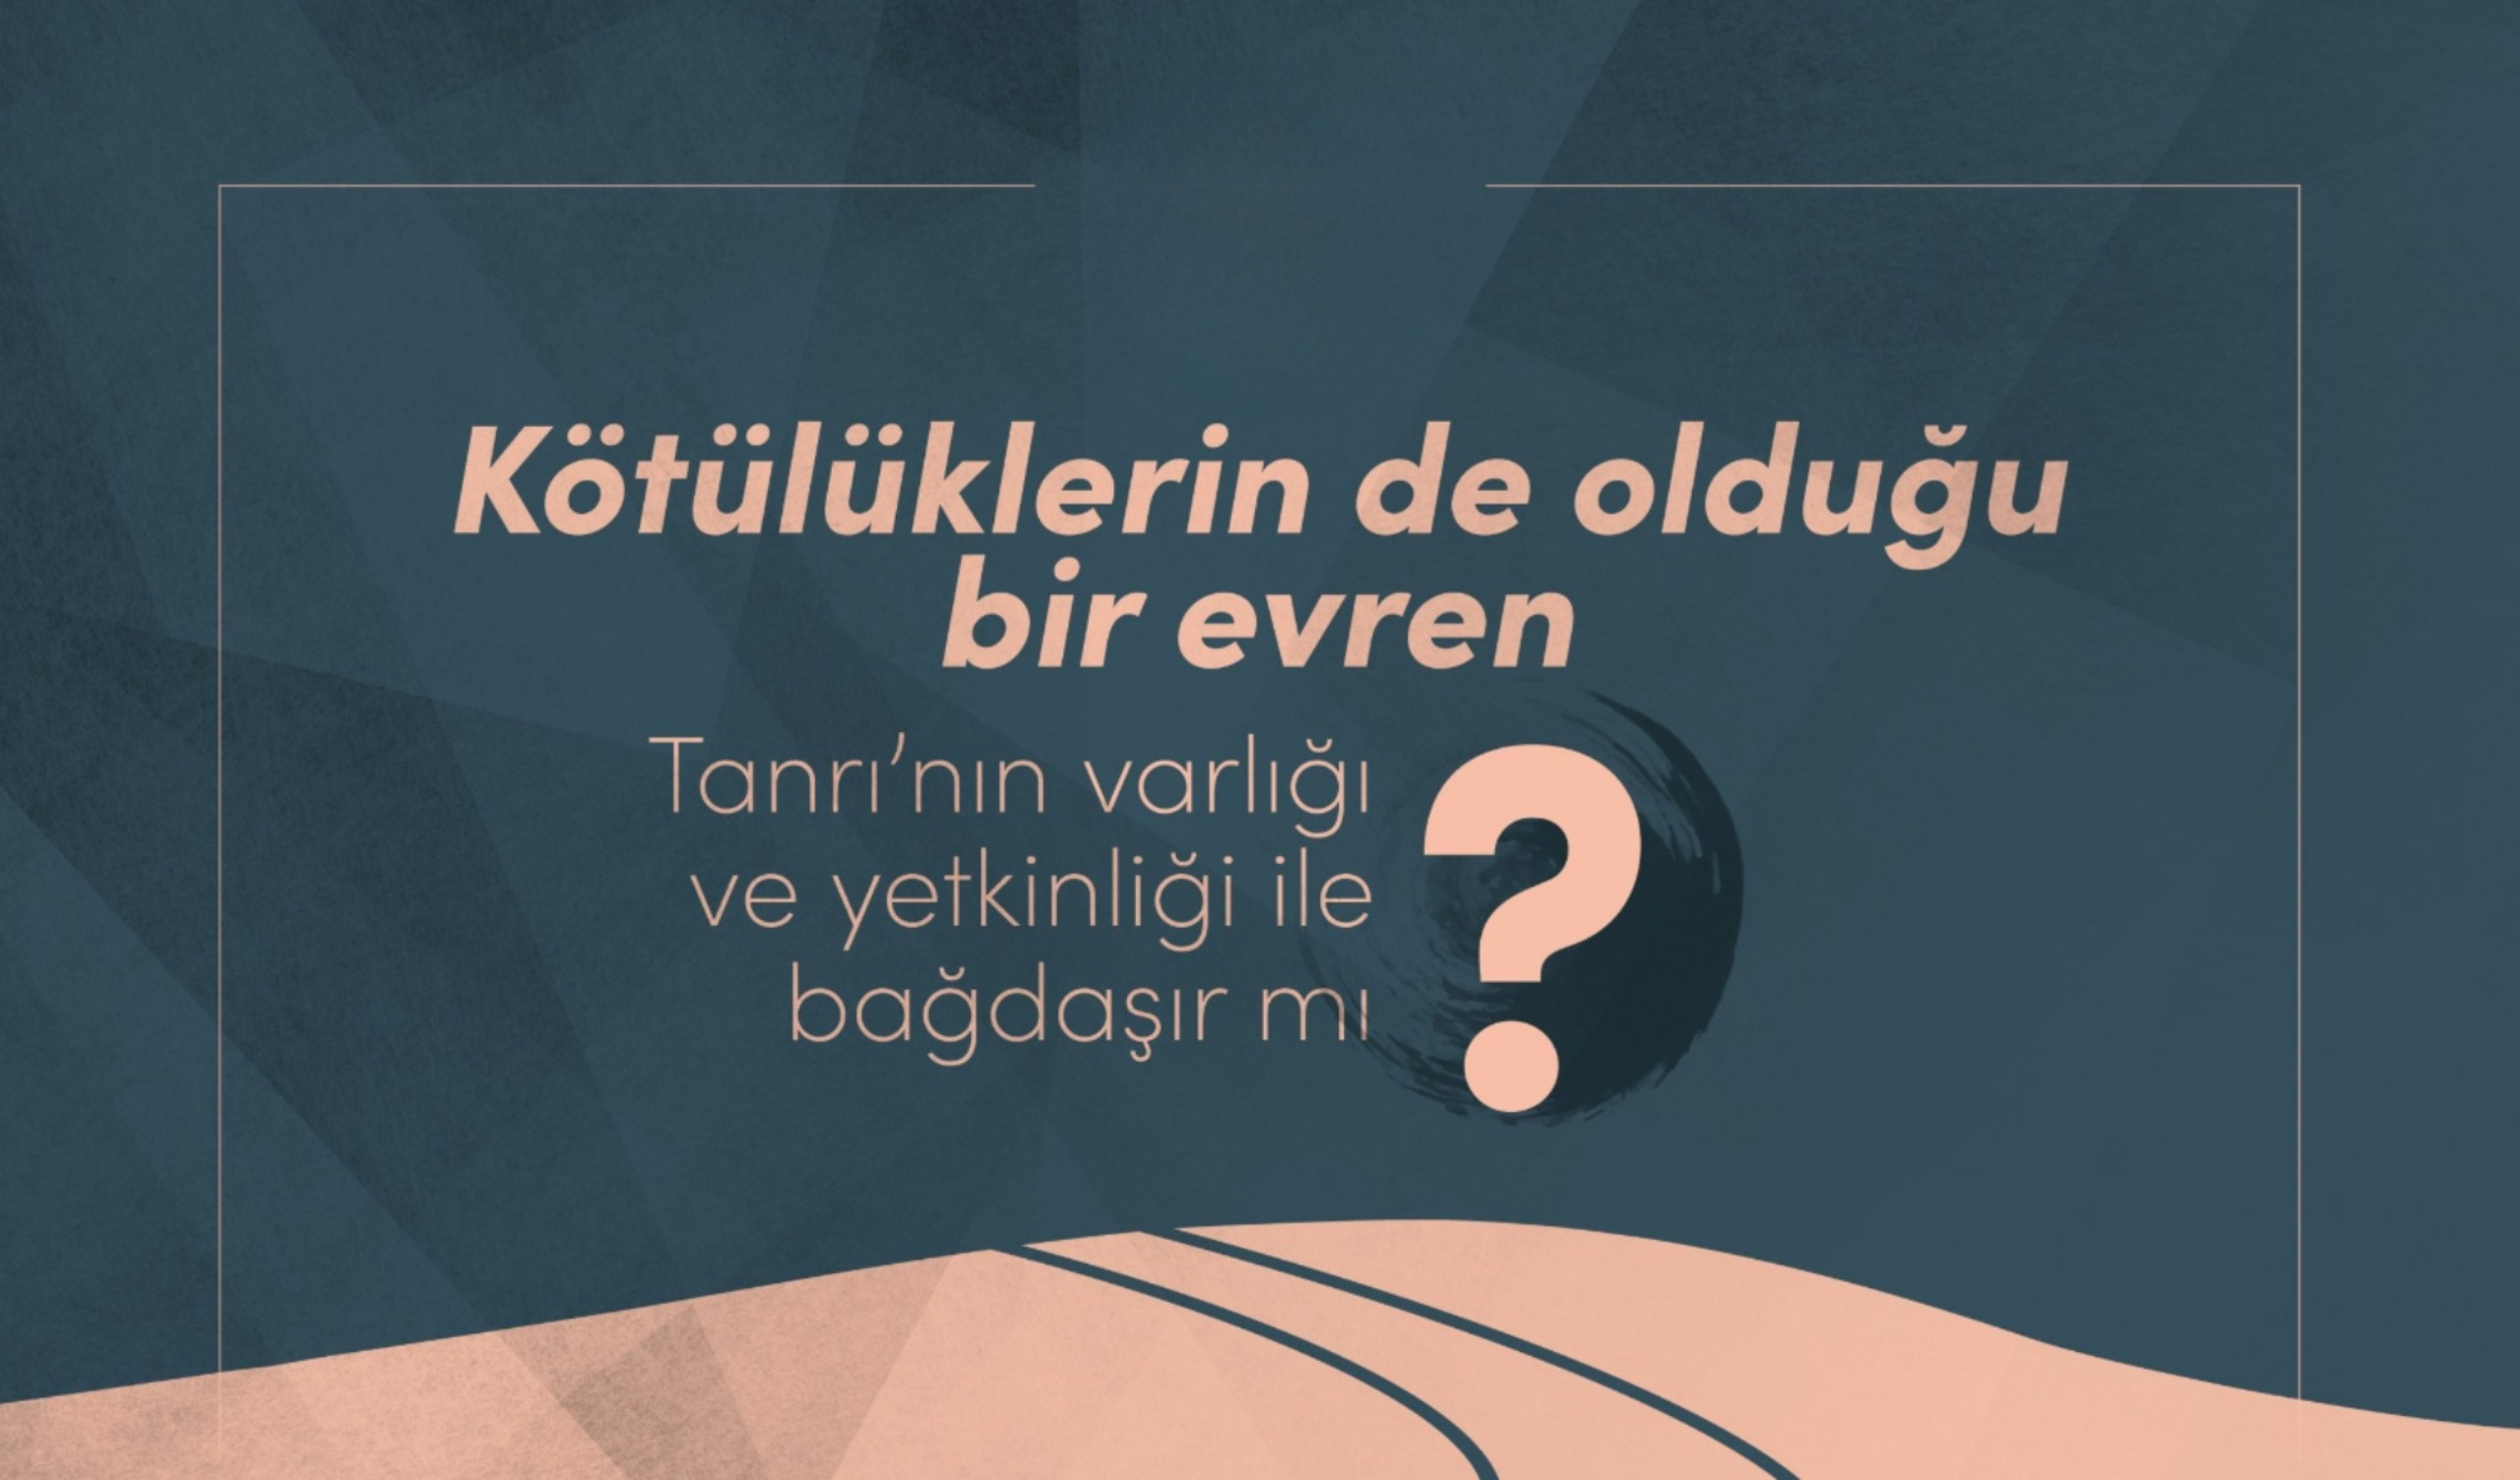 Kötülüklerin de olduğu
bir evren
Tanrı’nın varlığı
ve yetkinliği ile
bağdaşır mı ?